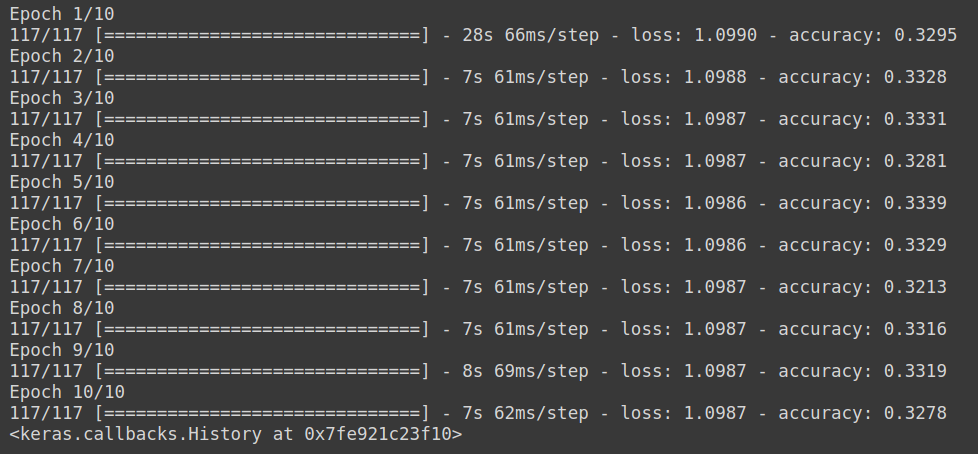 Epoch 1/10
117/117 [==============================] - 28s 66ms/step - loss: 1.0990 - accuracy: 0.3295
Epoch 2/10
117/117 [==============================] - 7s 61ms/step - loss: 1.0988 - accuracy: 0.3328
Epoch 3/10
117/117 [==============================] - 7s 61ms/step - loss: 1.0987 - accuracy: 0.3331
Epoch 4/10
117/117 [==============================] - 7s 61ms/step - loss: 1.0987 - accuracy: 0.3281
Epoch 5/10
117/117 [==============================] - 7s 61ms/step - loss: 1.0986 - accuracy: 0.3339
Epoch 6/10
117/117 [==============================] - 7s 61ms/step - loss: 1.0986 - accuracy: 0.3329
Epoch 7/10
117/117 [==============================] - 7s 61ms/step - loss: 1.0987 - accuracy: 0.3213
Epoch 8/10
117/117 [==============================] - 7s 61ms/step - loss: 1.0987 - accuracy: 0.3316
Epoch 9/10
117/117 [==============================] - 8s 69ms/step - loss: 1.0987 - accuracy: 0.3319
Epoch 10/10
117/117 [==============================] - 7s 62ms/step - loss: 1.0987 - accuracy: 0.3278
<keras.callbacks.History at 0x7fe921c23f10>